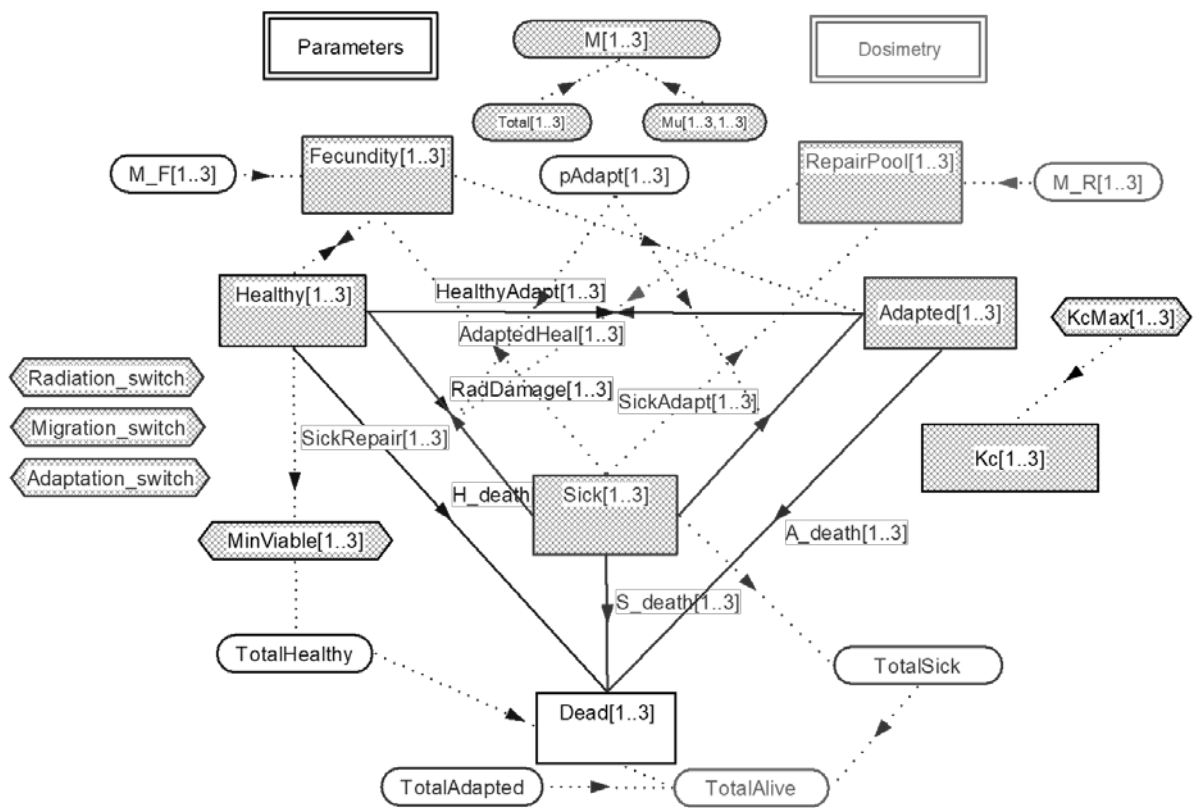 Parameters
M[1..3]
Dosimetry
Total[1..3]
Mu[1..3,1..3]
Fecundity[1..3]
RepairPool[1..3]
M_F[1..3]
pAdapt[1..3]
M_R[1..3]
Healthy[1..3]
HealthyAdapt[1..3]
Adapted[1..3]
KcMax[1..3]
AdaptedHeal[1..3]
Radiation_switch
RadDamage[1..3]
SickAdapt[1..3]
Migration_switch
SickRepair[1..3]
Kc[1..3]
Adaptation_switch
H_death
Sick[1..3]
MinViable[1..3]
A_death[1..3]
S_death[1..3]
TotalHealthy
TotalSick
Dead[1..3]
TotalAdapted
TotalAlive